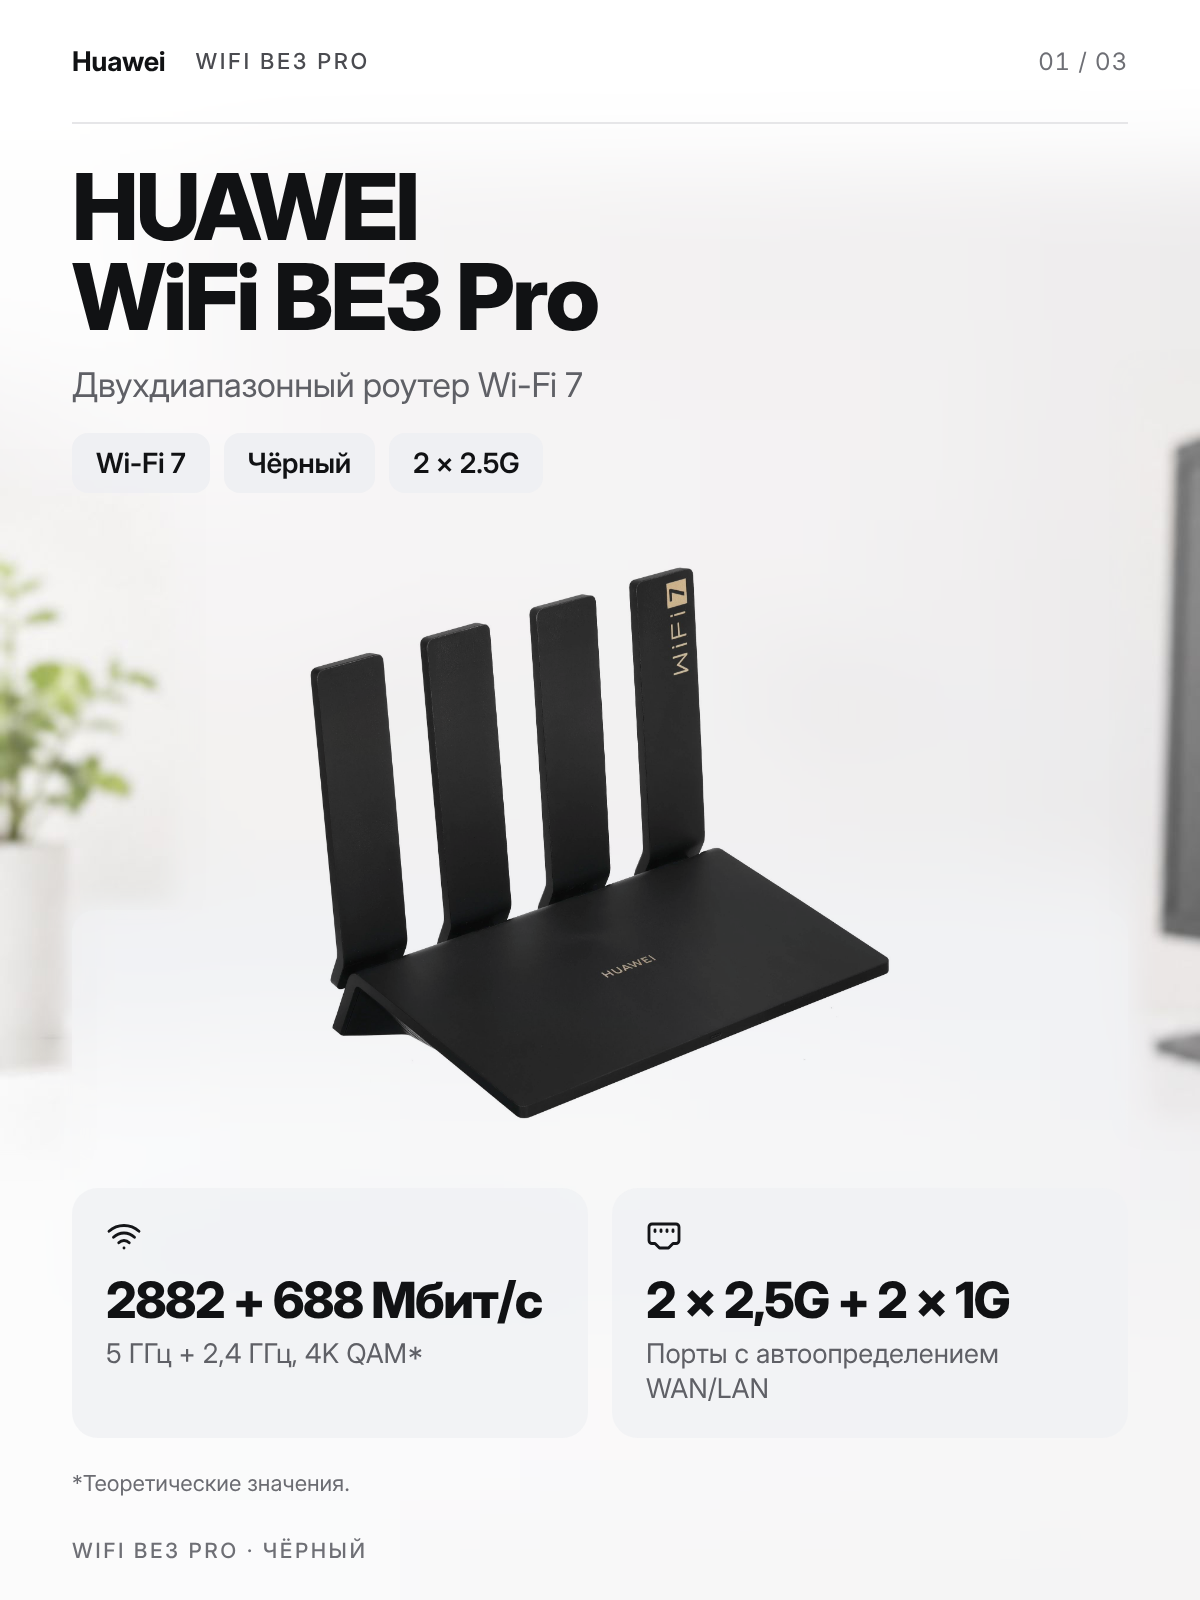 Huawei WIFI BE3 PRO 01 / 03
HUAWEI
WiFi BE3 Pro
Двухдиапазонный роутер Wi-Fi 7
Wi-Fi 7 Чёрный 2 × 2.5G
WiFi 7
HUAWEI
2882 + 688 Мбит/с
5 ГГц + 2,4 ГГц, 4K QAM*
2 × 2,5G + 2 × 1G
Порты с автоопределением
WAN/LAN
*Теоретические значения.
WIFI BE3 PRO · ЧЁРНЫЙ